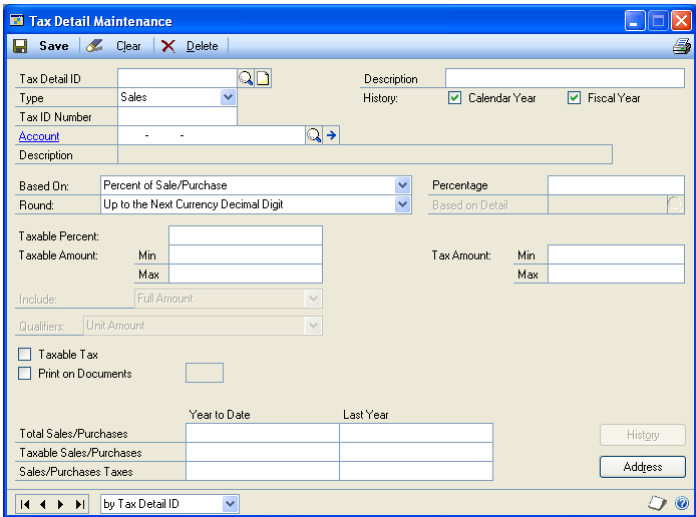 Tax Detail Maintenance
Save Clear Delete
Tax Detail ID Description
Type Sales History: Calendar Year Fiscal Year
Tax ID Number
Account - -
Description
Based On: Percent of Sale/Purchase Percentage
Round: Up to the Next Currency Decimal Digit Based on Detail
Taxable Percent:
Taxable Amount: Min Tax Amount: Min
Max Max
Include: Full Amount
Qualifiers: Unit Amount
Taxable Tax
Print on Documents
Year to Date Last Year
Total Sales/Purchases History
Taxable Sales/Purchases
Sales/Purchases Taxes Address
by Tax Detail ID